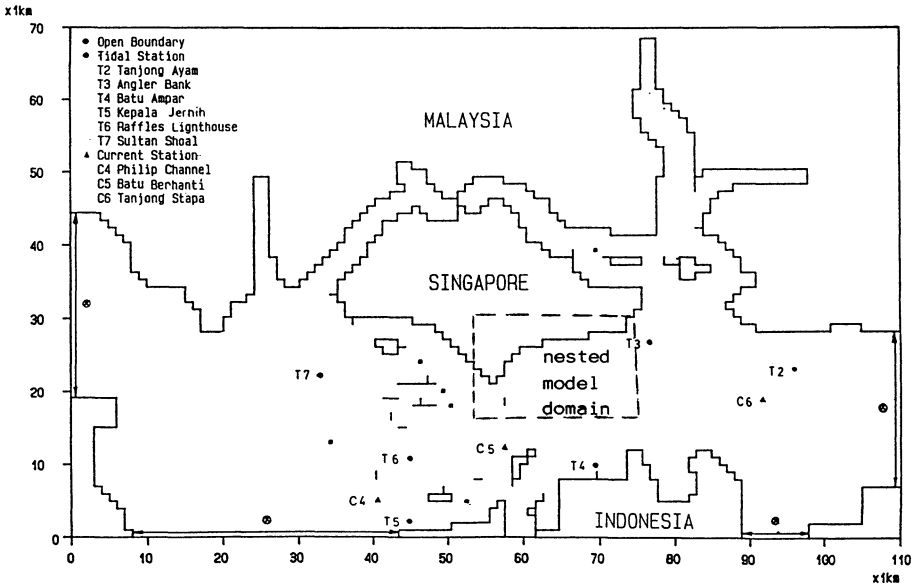 x1km
70
60
50
40
30
20
10
0
Open Boundary
Tidal Station
T2 Tanjong Ayam
T3 Angler Bank
T4 Batu Ampar
T5 Kepala Jernih
T6 Raffles Lignthouse
T7 Sultan Shoal
Current Station
C4 Philip Channel
C5 Batu Berhanti
C6 Tanjong Stapa
MALAYSIA
SINGAPORE
nested
model
domain
T3
T2
T7
C6
C5
T6
T4
C4
T5
INDONESIA
0 10 20 30 40 50 60 70 80 90 100 110
x1km